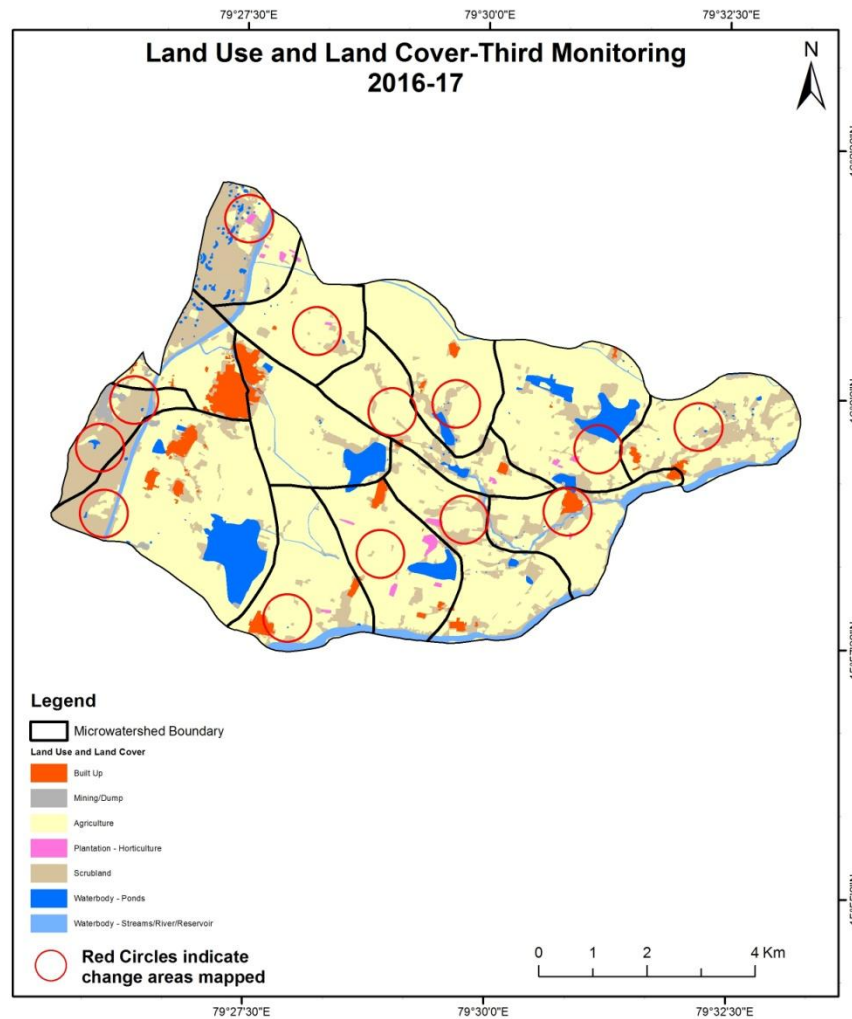 79°27'30"E 79°30'0"E 79°32'30"E
Land Use and Land Cover-Third Monitoring
2016-17
N
Legend
Microwatershed Boundary
Land Use and Land Cover
Built Up
Mining/Dump
Agriculture
Plantation - Horticulture
Scrubland
Waterbody - Ponds
Waterbody - Streams/River/Reservoir
Red Circles indicate
change areas mapped
0 1 2 4 Km
79°27'30"E 79°30'0"E 79°32'30"E